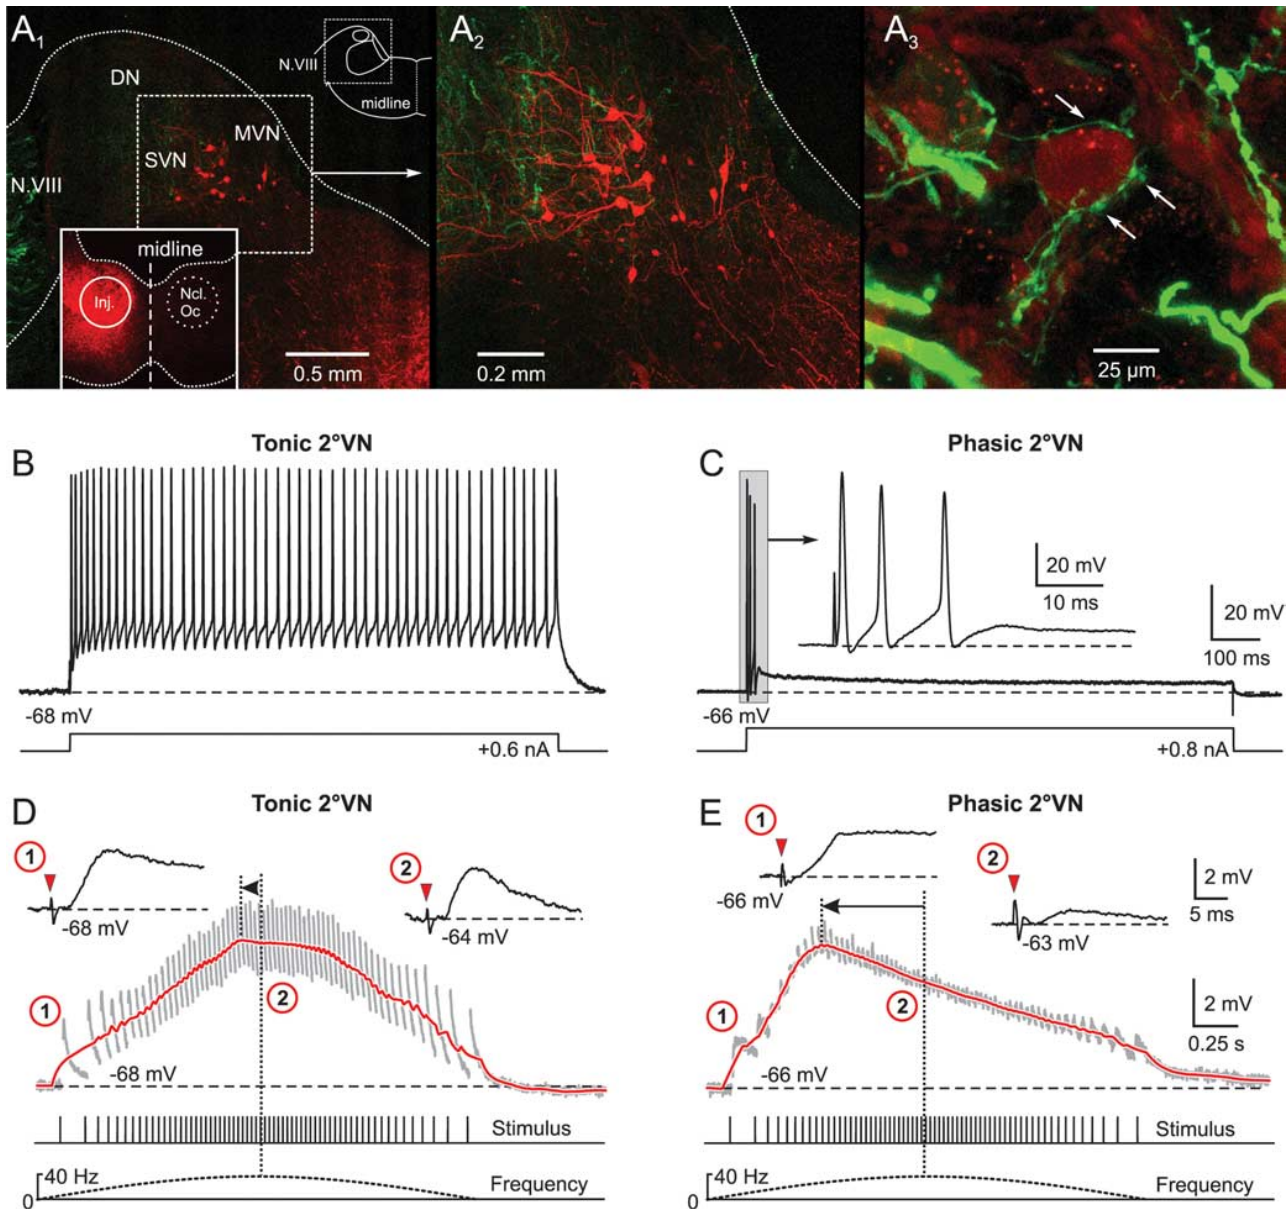 A1
DN
N.VIII
midline
MVN
SVN
N.VIII
midline
Inj.
Ncl.
Oc
0.5 mm
A2
0.2 mm
A3
25 µm
B
Tonic 2°VN
-68 mV
+0.6 nA
C
Phasic 2°VN
20 mV
10 ms
20 mV
100 ms
-66 mV
+0.8 nA
D
Tonic 2°VN
1
-68 mV
2
-64 mV
1
2
-68 mV
Stimulus
40 Hz
0
Frequency
E
Phasic 2°VN
1
-66 mV
2
-63 mV
2 mV
5 ms
1
2
2 mV
0.25 s
-66 mV
Stimulus
40 Hz
0
Frequency